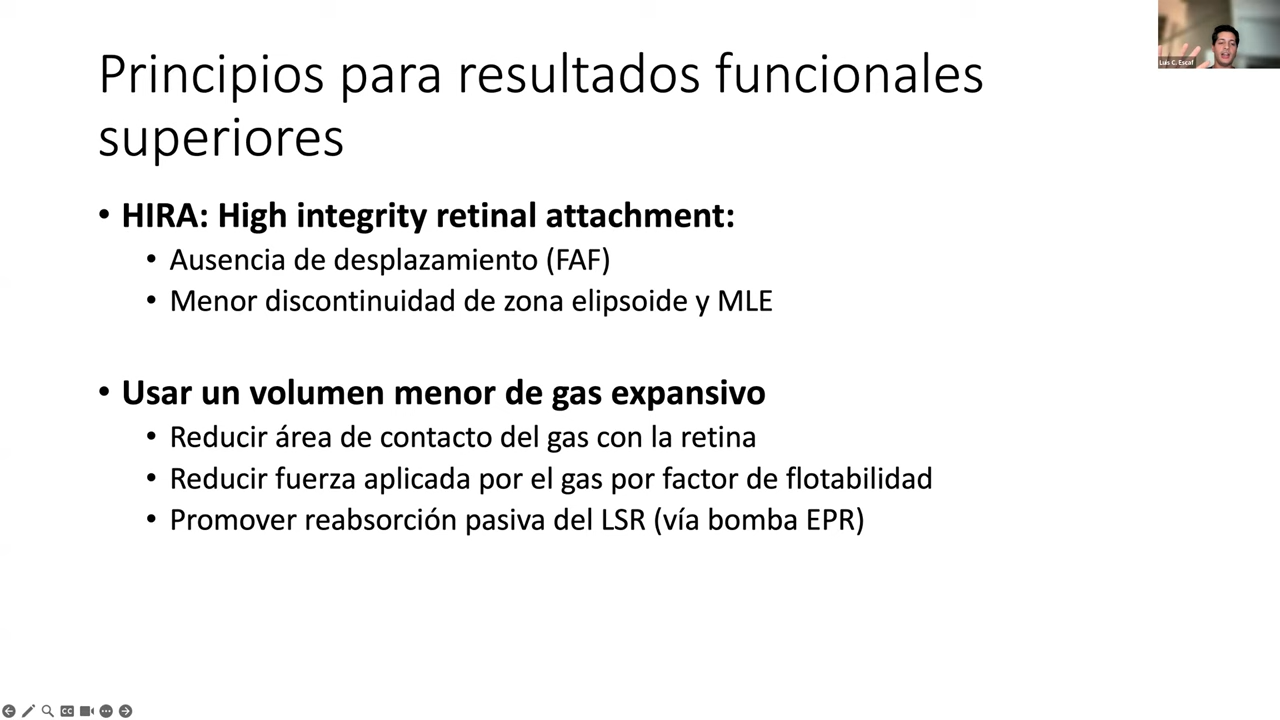 Luis C. Escaf
Principios para resultados funcionales
superiores
• HIRA: High integrity retinal attachment:
• Ausencia de desplazamiento (FAF)
• Menor discontinuidad de zona elipsoide y MLE
• Usar un volumen menor de gas expansivo
• Reducir área de contacto del gas con la retina
• Reducir fuerza aplicada por el gas por factor de flotabilidad
• Promover reabsorción pasiva del LSR (vía bomba EPR)